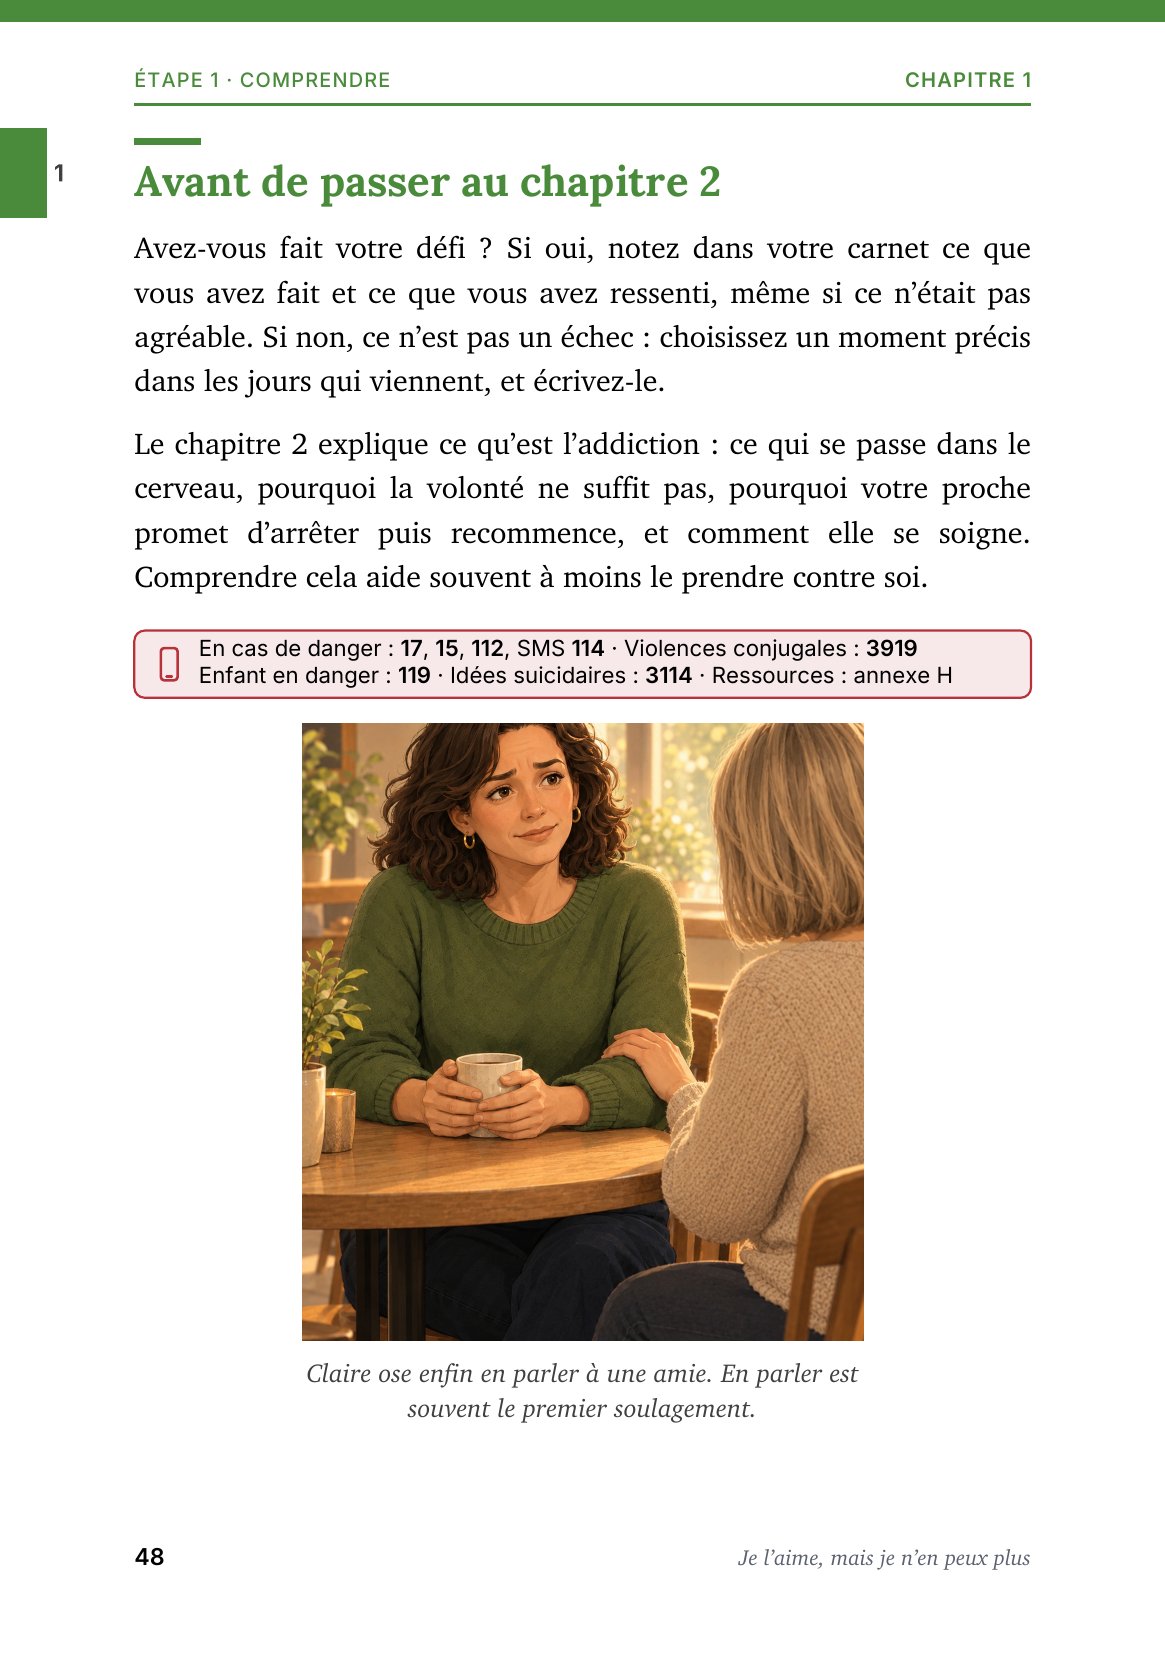 ÉTAPE 1 · COMPRENDRE
CHAPITRE 1
1
Avant de passer au chapitre 2
Avez-vous fait votre défi ? Si oui, notez dans votre carnet ce que
vous avez fait et ce que vous avez ressenti, même si ce n’était pas
agréable. Si non, ce n’est pas un échec : choisissez un moment précis
dans les jours qui viennent, et écrivez-le.
Le chapitre 2 explique ce qu’est l’addiction : ce qui se passe dans le
cerveau, pourquoi la volonté ne suffit pas, pourquoi votre proche
promet d’arrêter puis recommence, et comment elle se soigne.
Comprendre cela aide souvent à moins le prendre contre soi.
En cas de danger : 17, 15, 112, SMS 114 · Violences conjugales : 3919
Enfant en danger : 119 · Idées suicidaires : 3114 · Ressources : annexe H
Claire ose enfin en parler à une amie. En parler est
souvent le premier soulagement.
48
Je l’aime, mais je n’en peux plus